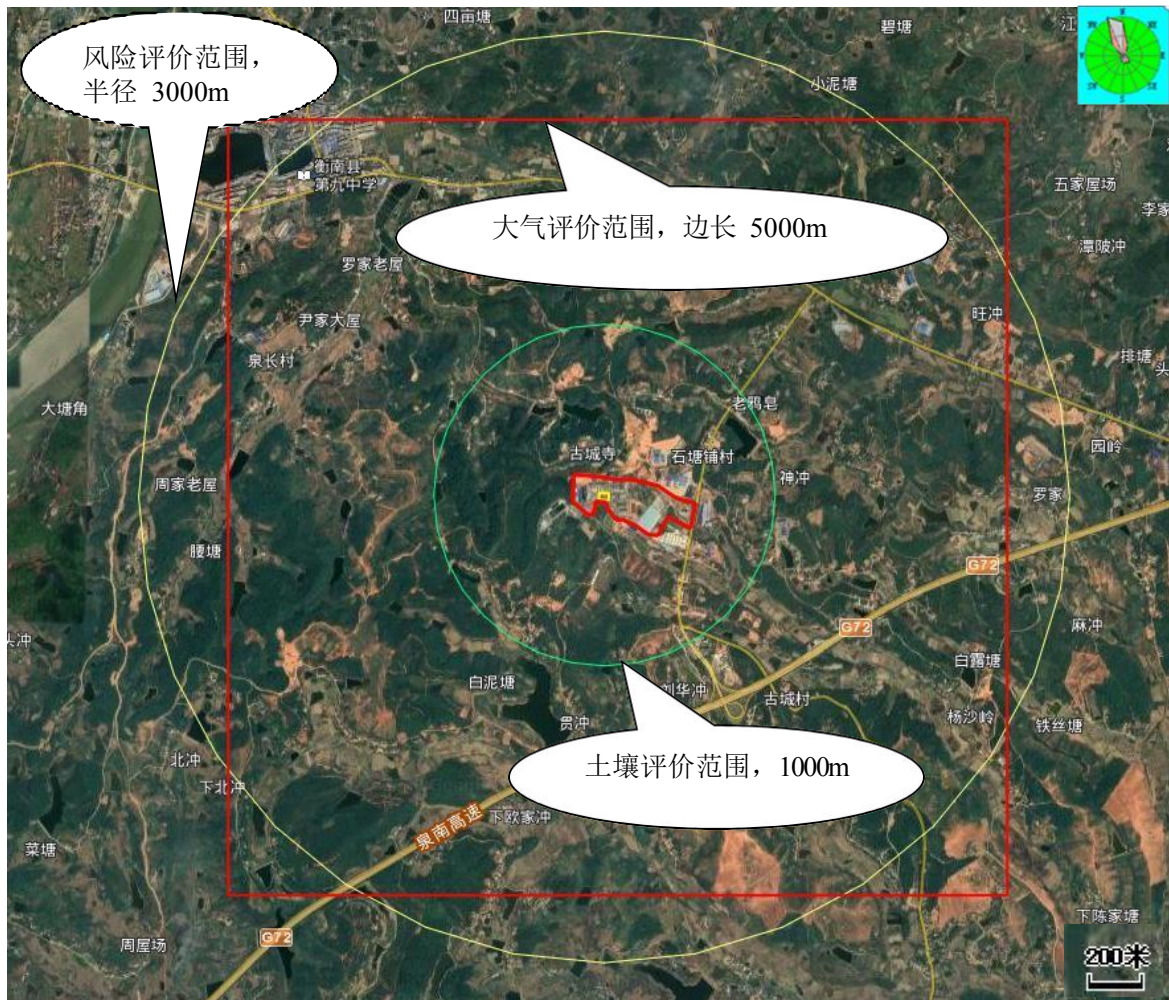 四亩塘
碧塘
江
风险评价范围，
半径 3000m
小泥塘
衡南县
第九中学
五家屋场
李家
大气评价范围，边长 5000m
潭陂冲
罗家老屋
旺冲
尹家大屋
泉长村
排塘
头
大塘角
老鸦皂
园岭
古城寺
石塘铺村
神冲
周家老屋
罗家
腰塘
G72
G72
麻冲
头冲
白露塘
白泥塘
刘华冲
古城村
杨沙岭
铁丝塘
贯冲
北冲
土壤评价范围，1000m
下北冲
泉南高速
下欧家冲
菜塘
下陈家塘
G72
周屋场
200米